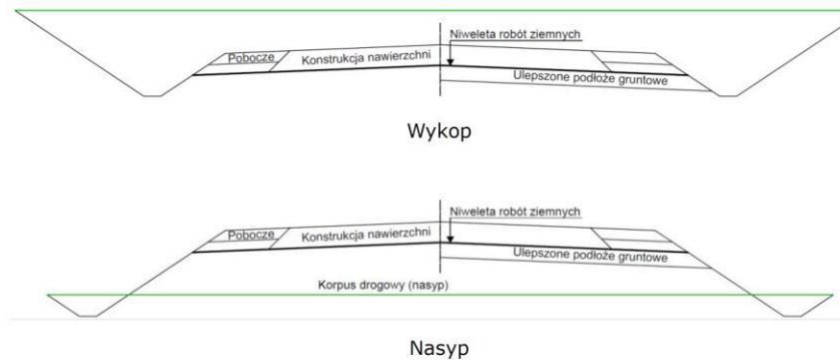 Niweleta robót ziemnych
Pobocze
Konstrukcja nawierzchni
Ulepszone podłoże gruntowe
Wykop
Niweleta robót ziemnych
Pobocze
Konstrukcja nawierzchni
Ulepszone podłoże gruntowe
Korpus drogowy (nasyp)
Nasyp